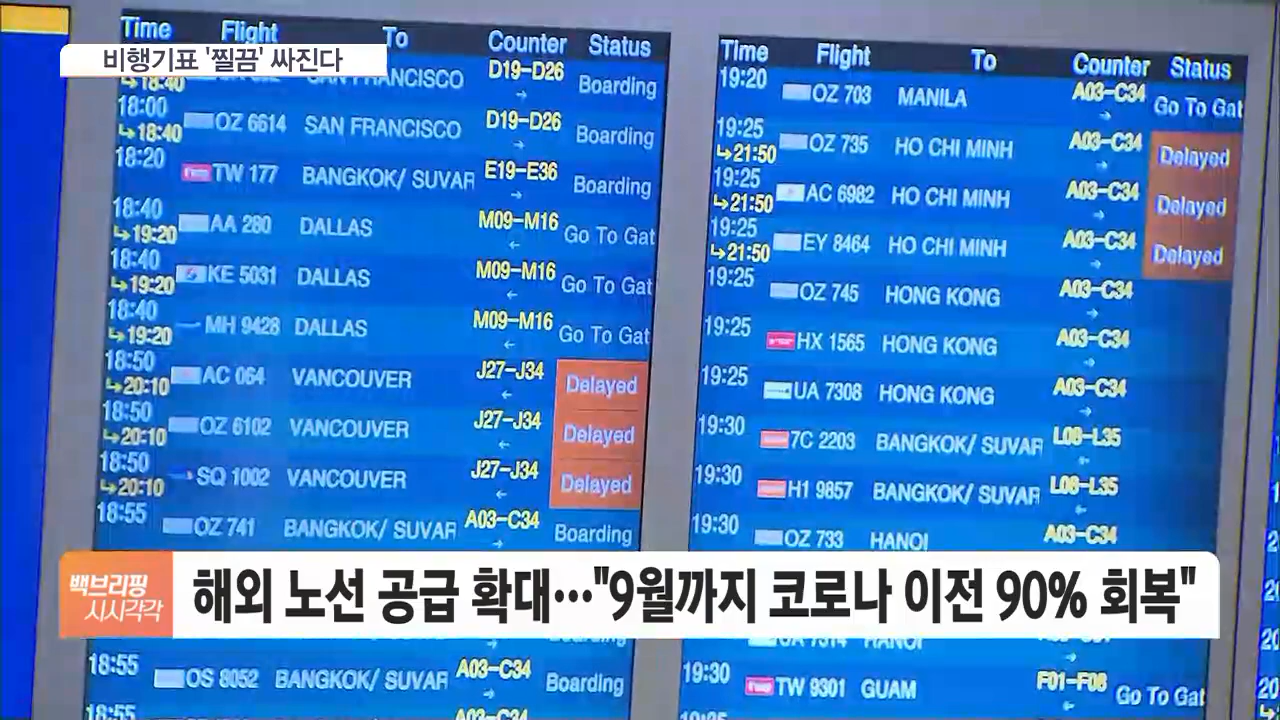 비행기표 '찔끔' 싸진다
Time Flight To Counter Status
↳18:40 SAN FRANCISCO D19-D26 Boarding
18:00 ↳18:40 OZ 6614 SAN FRANCISCO D19-D26 Boarding
18:20 TW 177 BANGKOK/ SUVAR E19-E36 Boarding
18:40 ↳19:20 AA 280 DALLAS M09-M16 Go To Gat
18:40 ↳19:20 KE 5031 DALLAS M09-M16 Go To Gat
18:40 ↳19:20 MH 9428 DALLAS M09-M16 Go To Gat
18:50 ↳20:10 AC 064 VANCOUVER J27-J34 Delayed
18:50 ↳20:10 OZ 6102 VANCOUVER J27-J34 Delayed
18:50 ↳20:10 SQ 1002 VANCOUVER J27-J34 Delayed
18:55 OZ 741 BANGKOK/ SUVAR A03-C34 Boarding
18:55 OS 8052 BANGKOK/ SUVAR A03-C34 Boarding
18:55 A03-C34
Time Flight To Counter Status
19:20 OZ 703 MANILA A03-C34 Go To Gat
19:25 ↳21:50 OZ 735 HO CHI MINH A03-C34 Delayed
19:25 ↳21:50 AC 6982 HO CHI MINH A03-C34 Delayed
19:25 ↳21:50 EY 8464 HO CHI MINH A03-C34 Delayed
19:25 OZ 745 HONG KONG A03-C34
19:25 HX 1565 HONG KONG A03-C34
19:25 UA 7308 HONG KONG A03-C34
19:30 7C 2203 BANGKOK/ SUVAR L08-L35
19:30 H1 9857 BANGKOK/ SUVAR L08-L35
19:30 OZ 733 HANOI A03-C34
19:30 TW 9301 GUAM F01-F08 Go To Gat
백브리핑
시시각각
해외 노선 공급 확대…"9월까지 코로나 이전 90% 회복"